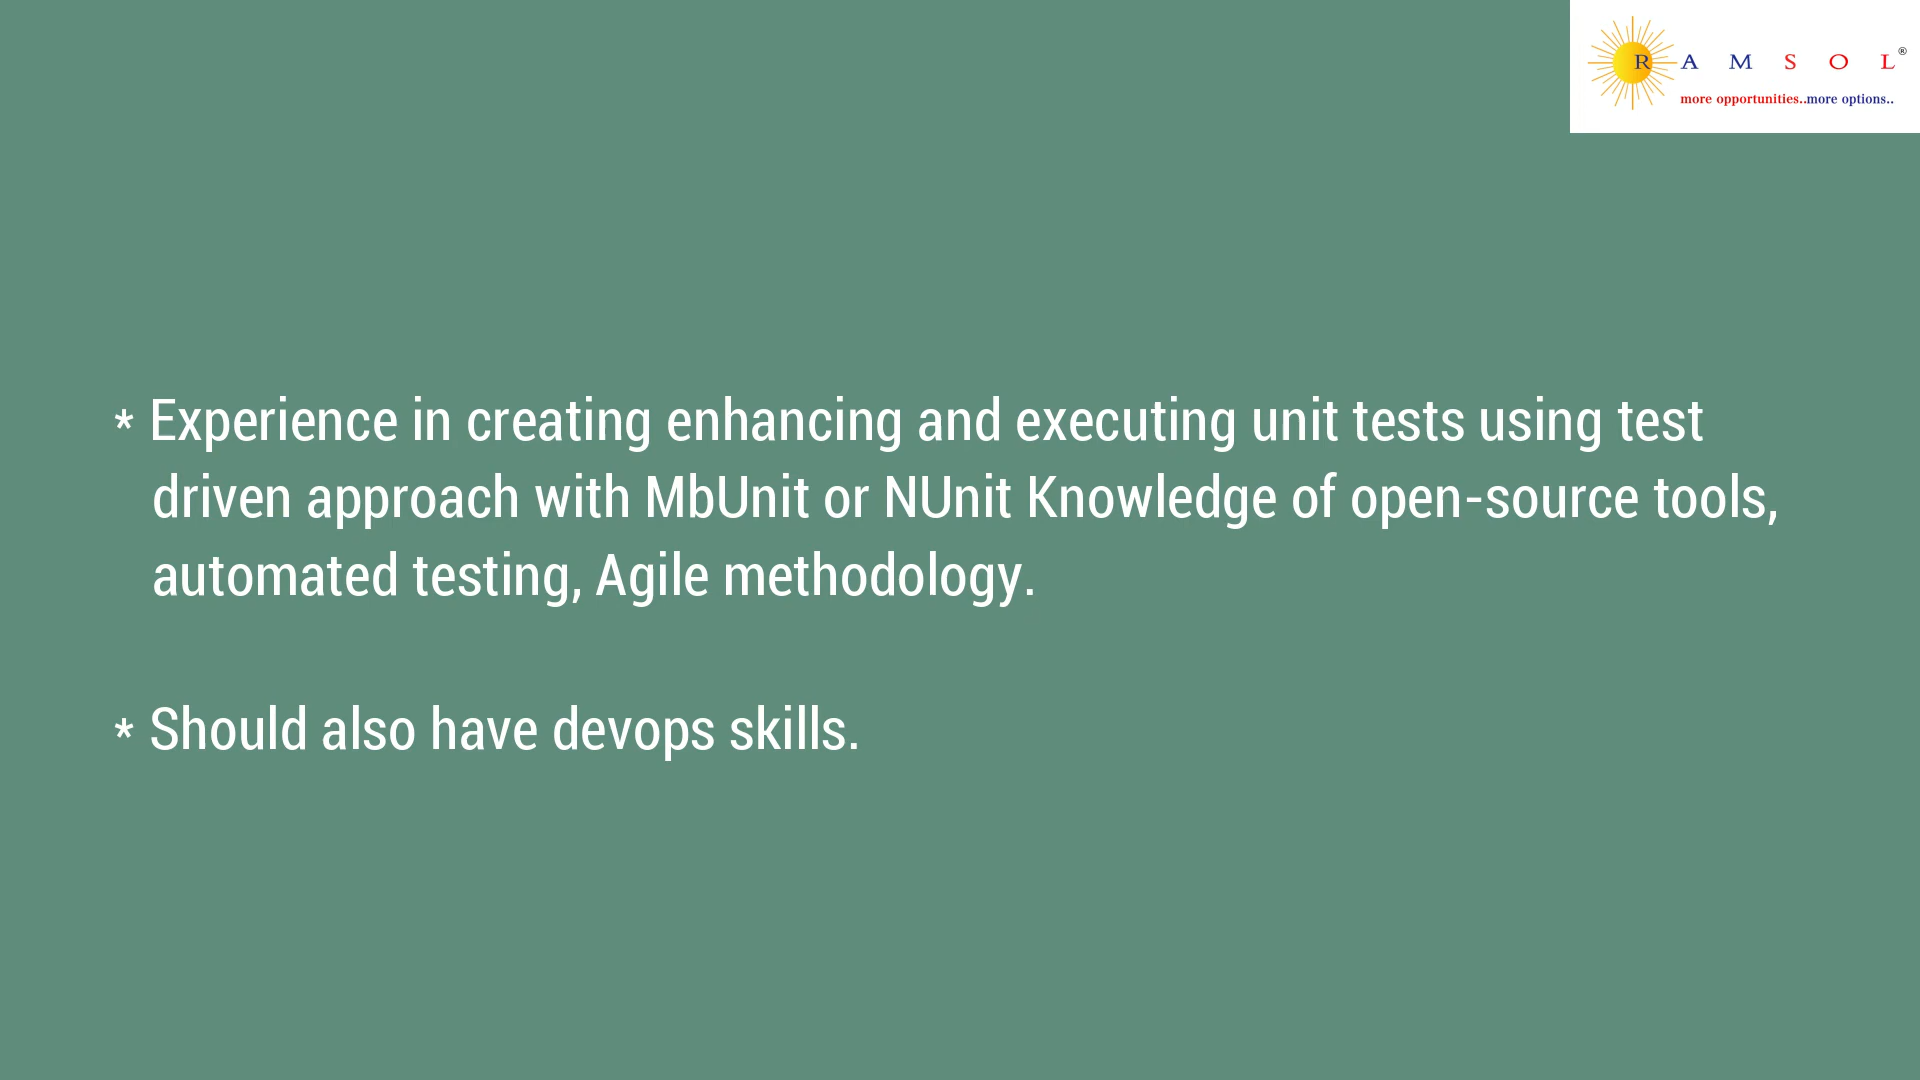 R A M S O L ®
more opportunities..more options..
* Experience in creating enhancing and executing unit tests using test
driven approach with MbUnit or NUnit Knowledge of open-source tools,
automated testing, Agile methodology.
* Should also have devops skills.